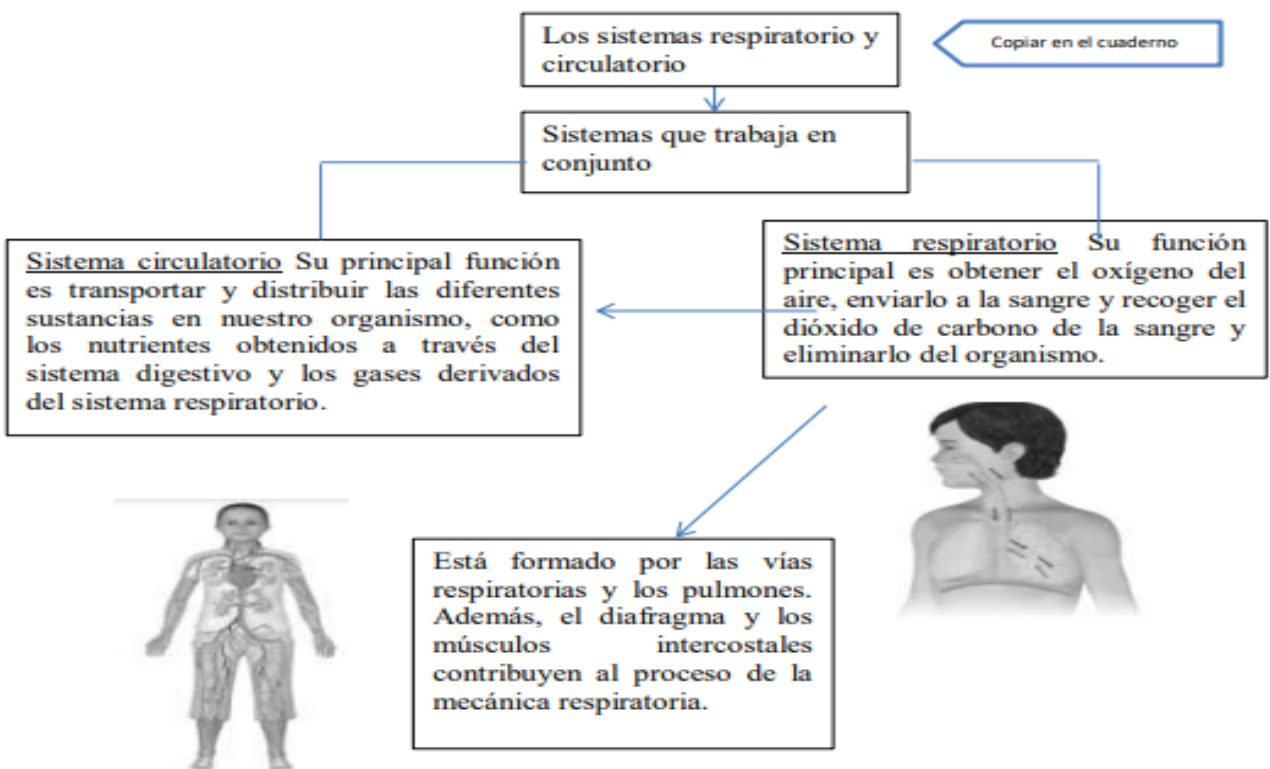 Los sistemas respiratorio y
circulatorio
Copiar en el cuaderno
Sistemas que trabaja en
conjunto
Sistema circulatorio Su principal función
es transportar y distribuir las diferentes
sustancias en nuestro organismo, como
los nutrientes obtenidos a través del
sistema digestivo y los gases derivados
del sistema respiratorio.
Sistema respiratorio Su función
principal es obtener el oxígeno del
aire, enviarlo a la sangre y recoger el
dióxido de carbono de la sangre y
eliminarlo del organismo.
Está formado por las vías
respiratorias y los pulmones.
Además, el diafragma y los
músculos intercostales
contribuyen al proceso de la
mecánica respiratoria.